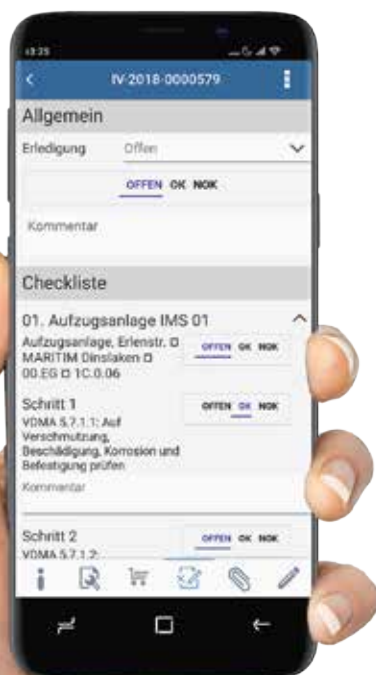 13:25
IV-2018-0000579
Allgemein
Erledigung Offen
OFFEN OK NOK
Kommentar
Checkliste
01. Aufzugsanlage IMS 01
Aufzugsanlage, Erlenstr. □ OFFEN OK NOK
MARITIM Dinslaken □
00.EG □ 1C.0.06
Schritt 1 OFFEN OK NOK
VDMA 5.7.1.1: Auf
Verschmutzung,
Beschädigung, Korrosion und
Befestigung prüfen
Kommentar
Schritt 2 OFFEN OK NOK
VDMA 5.7.1.2: